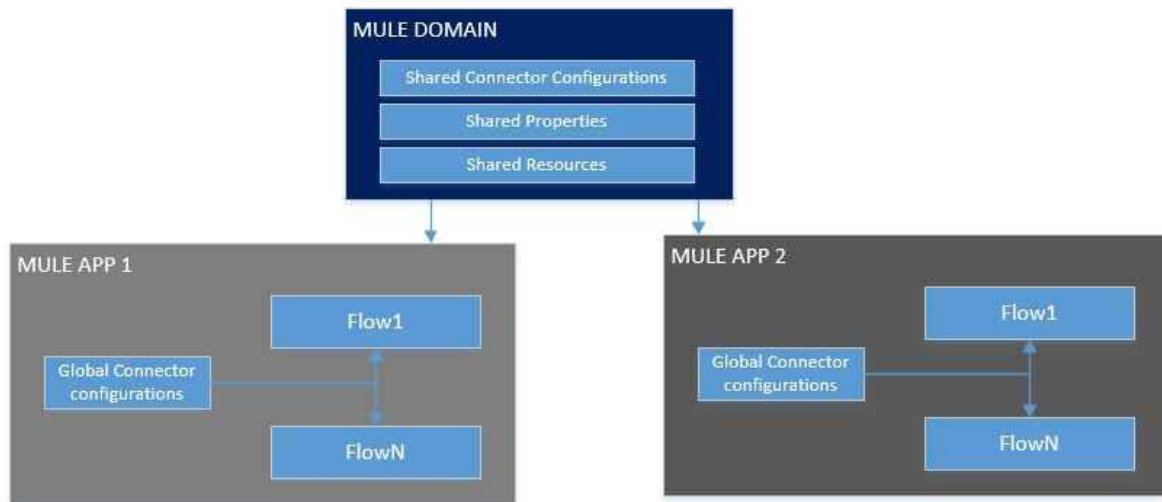 MULE DOMAIN
Shared Connector Configurations
Shared Properties
Shared Resources
MULE APP 1
Flow1
Global Connector
configurations
FlowN
MULE APP 2
Flow1
Global Connector
configurations
FlowN